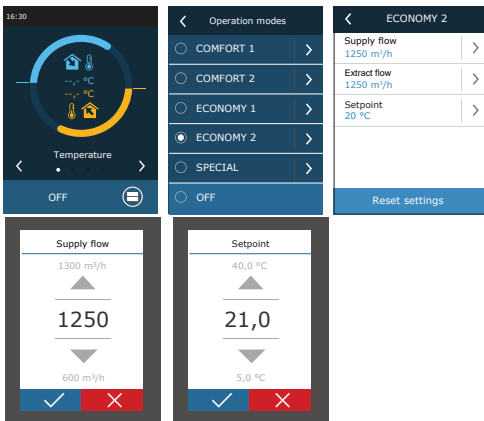 16:30
--,- °C
--,- °C
Temperature
OFF
Operation modes
COMFORT 1
COMFORT 2
ECONOMY 1
ECONOMY 2
SPECIAL
OFF
ECONOMY 2
Supply flow
1250 m³/h
Extract flow
1250 m³/h
Setpoint
20 °C
Reset settings
Supply flow
1300 m³/h
1250
600 m³/h
Setpoint
40,0 °C
21,0
5,0 °C